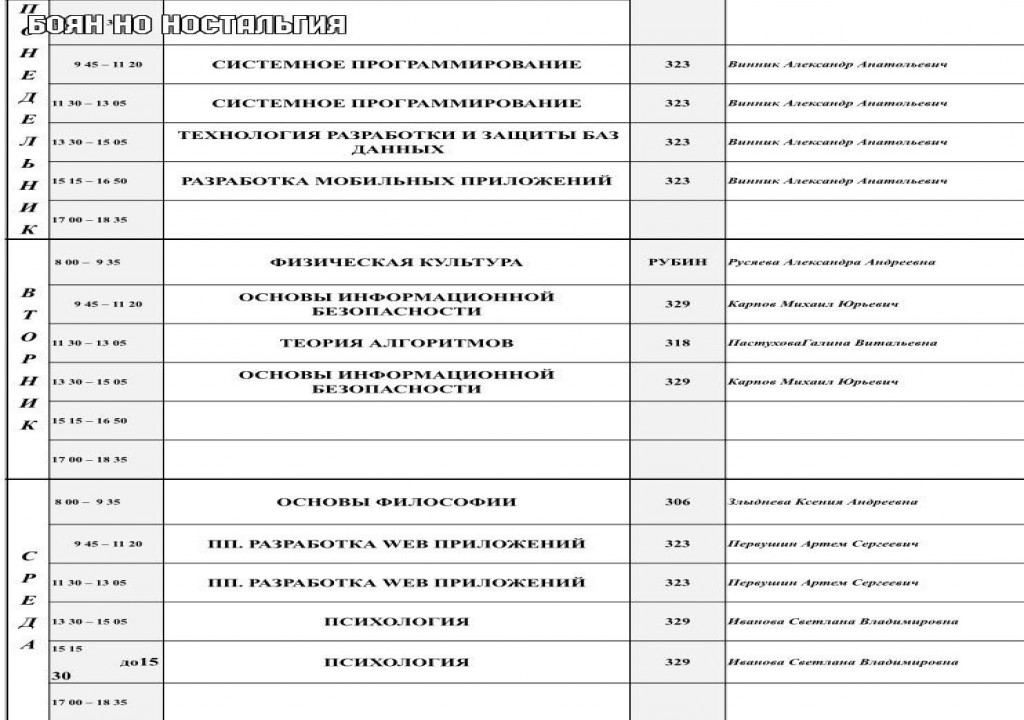 БОЯН НО НОСТАЛЬГИЯ
ПОНЕДЕЛЬНИК
9 45 – 11 20 СИСТЕМНОЕ ПРОГРАММИРОВАНИЕ 323 Винник Александр Анатольевич
11 30 – 13 05 СИСТЕМНОЕ ПРОГРАММИРОВАНИЕ 323 Винник Александр Анатольевич
13 30 – 15 05 ТЕХНОЛОГИЯ РАЗРАБОТКИ И ЗАЩИТЫ БАЗ
ДАННЫХ 323 Винник Александр Анатольевич
15 15 – 16 50 РАЗРАБОТКА МОБИЛЬНЫХ ПРИЛОЖЕНИЙ 323 Винник Александр Анатольевич
17 00 – 18 35
ВТОРНИК
8 00 – 9 35 ФИЗИЧЕСКАЯ КУЛЬТУРА РУБИН Русяева Александра Андреевна
9 45 – 11 20 ОСНОВЫ ИНФОРМАЦИОННОЙ
БЕЗОПАСНОСТИ 329 Карпов Михаил Юрьевич
11 30 – 13 05 ТЕОРИЯ АЛГОРИТМОВ 318 ПастуховаГалина Витальевна
13 30 – 15 05 ОСНОВЫ ИНФОРМАЦИОННОЙ
БЕЗОПАСНОСТИ 329 Карпов Михаил Юрьевич
15 15 – 16 50
17 00 – 18 35
СРЕДА
8 00 – 9 35 ОСНОВЫ ФИЛОСОФИИ 306 Злыднева Ксения Андреевна
9 45 – 11 20 ПП. РАЗРАБОТКА WEB ПРИЛОЖЕНИЙ 323 Первушин Артем Сергеевич
11 30 – 13 05 ПП. РАЗРАБОТКА WEB ПРИЛОЖЕНИЙ 323 Первушин Артем Сергеевич
13 30 – 15 05 ПСИХОЛОГИЯ 329 Иванова Светлана Владимировна
15 15
до15
30 ПСИХОЛОГИЯ 329 Иванова Светлана Владимировна
17 00 – 18 35